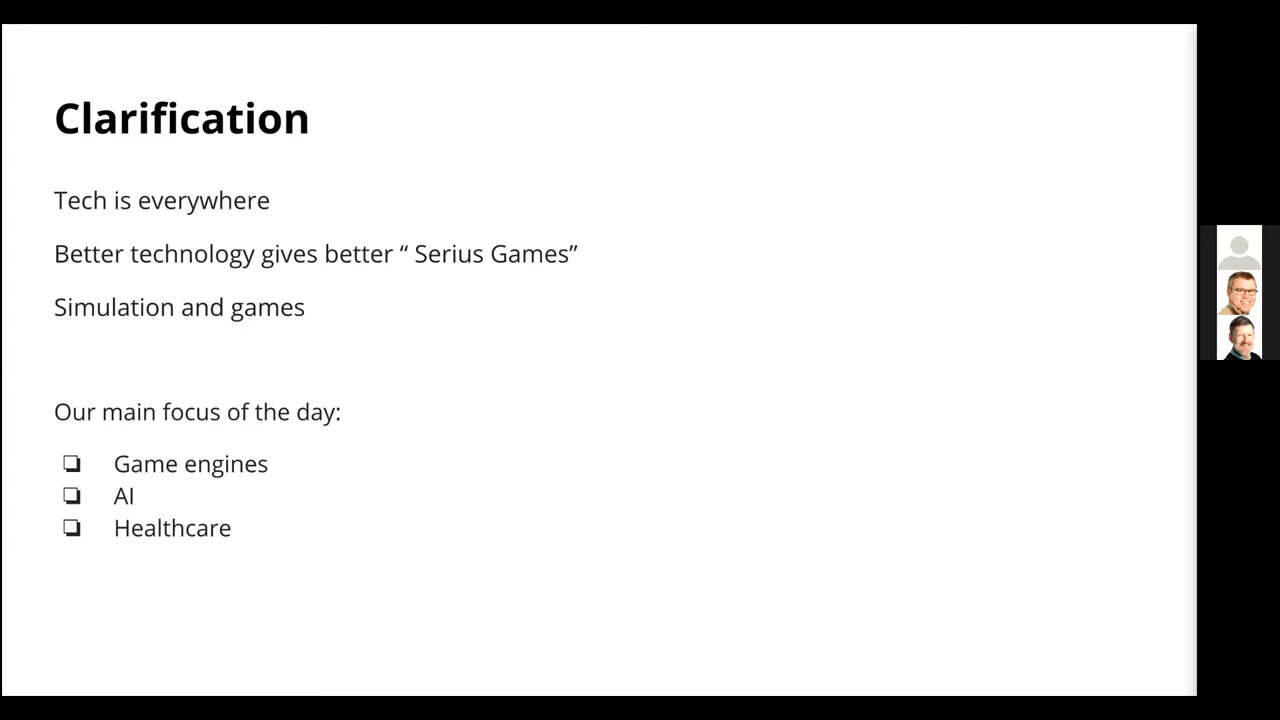 Clarification
Tech is everywhere
Better technology gives better “ Serius Games”
Simulation and games
Our main focus of the day:
❏ Game engines
❏ AI
❏ Healthcare